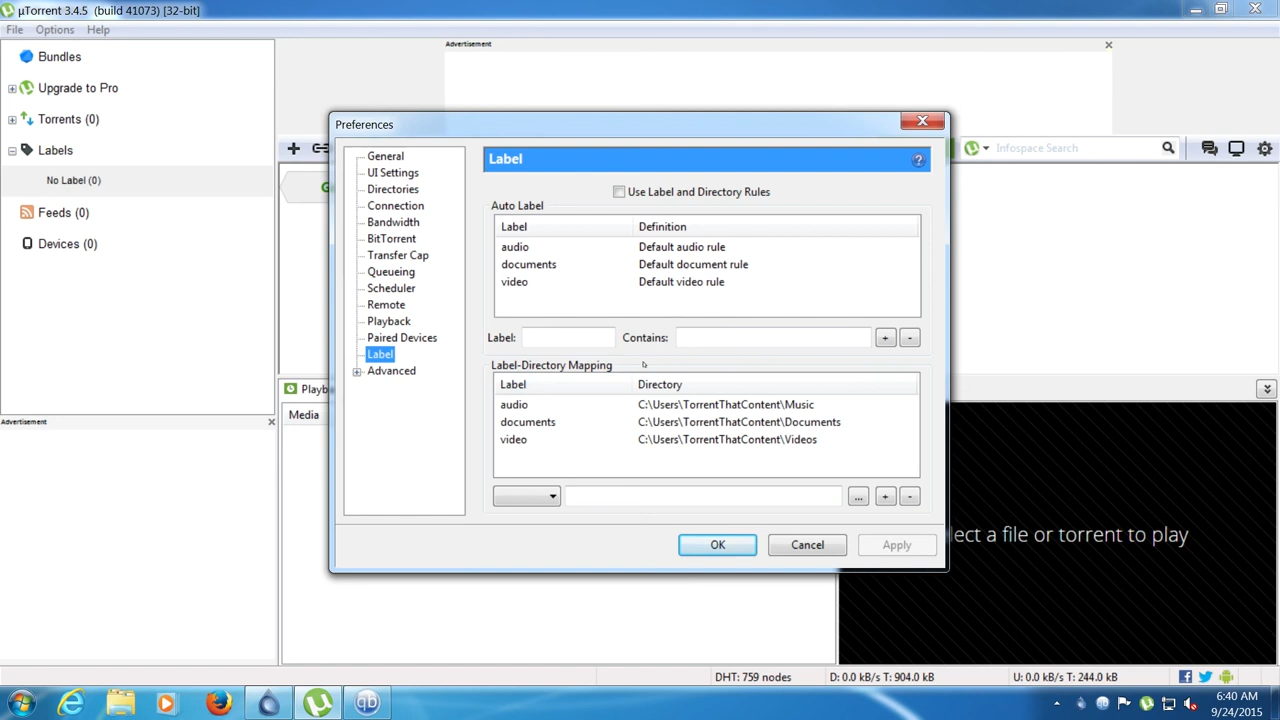 µTorrent 3.4.5 (build 41073) [32-bit]
File Options Help
Bundles
Upgrade to Pro
Torrents (0)
Labels
No Label (0)
Feeds (0)
Devices (0)
Advertisement
Advertisement
Infospace Search
Playb
Media
lect a file or torrent to play
Preferences
General
UI Settings
Directories
Connection
Bandwidth
BitTorrent
Transfer Cap
Queueing
Scheduler
Remote
Playback
Paired Devices
Label
Advanced
Label
?
Use Label and Directory Rules
Auto Label
Label Definition
audio Default audio rule
documents Default document rule
video Default video rule
Label: Contains: + -
Label-Directory Mapping
Label Directory
audio C:\Users\TorrentThatContent\Music
documents C:\Users\TorrentThatContent\Documents
video C:\Users\TorrentThatContent\Videos
... + -
OK Cancel Apply
DHT: 759 nodes D: 0.0 kB/s T: 904.0 kB U: 0.0 kB/s T: 244.0 kB
qb
6:40 AM
9/24/2015